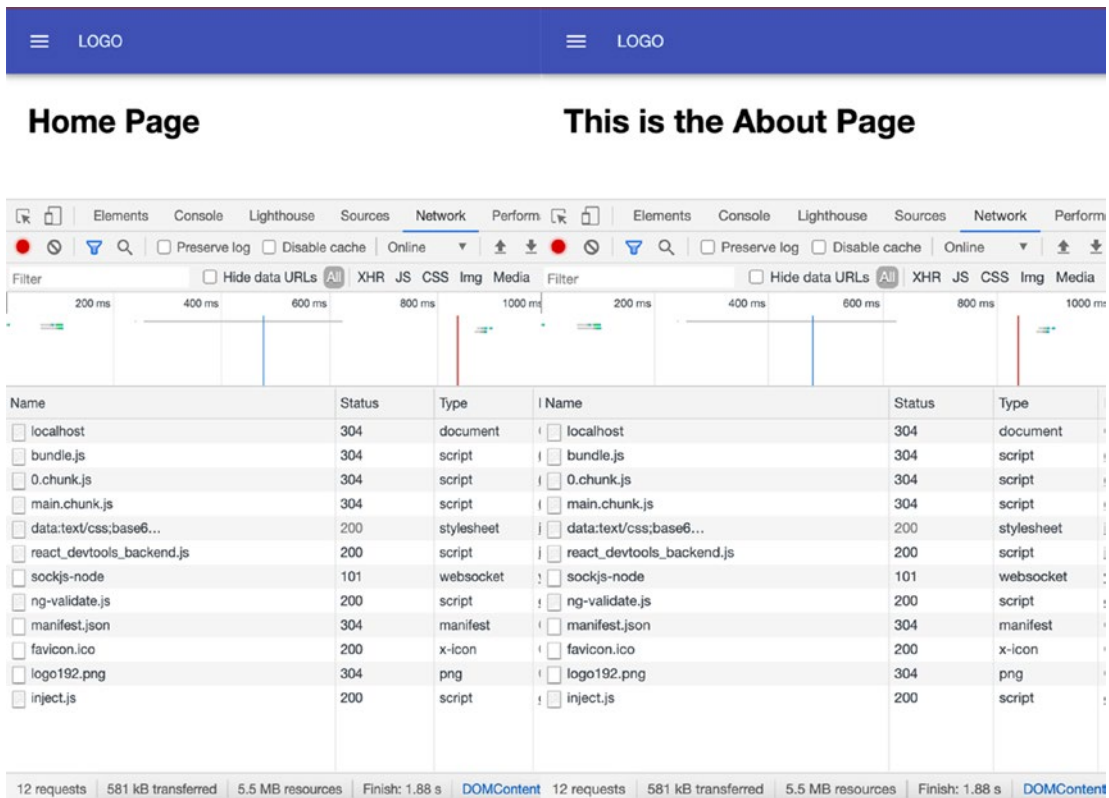 LOGO
Home Page
Elements Console Lighthouse Sources Network Perform
Preserve log Disable cache Online
Filter Hide data URLs All XHR JS CSS Img Media
200 ms 400 ms 600 ms 800 ms 1000 ms
Name Status Type
localhost 304 document
bundle.js 304 script
0.chunk.js 304 script
main.chunk.js 304 script
data:text/css;base6... 200 stylesheet
react_devtools_backend.js 200 script
sockjs-node 101 websocket
ng-validate.js 200 script
manifest.json 304 manifest
favicon.ico 200 x-icon
logo192.png 304 png
inject.js 200 script
12 requests 581 kB transferred 5.5 MB resources Finish: 1.88 s DOMContent
LOGO
This is the About Page
Elements Console Lighthouse Sources Network Perform
Preserve log Disable cache Online
Filter Hide data URLs All XHR JS CSS Img Media
200 ms 400 ms 600 ms 800 ms 1000 ms
Name Status Type
localhost 304 document
bundle.js 304 script
0.chunk.js 304 script
main.chunk.js 304 script
data:text/css;base6... 200 stylesheet
react_devtools_backend.js 200 script
sockjs-node 101 websocket
ng-validate.js 200 script
manifest.json 304 manifest
favicon.ico 200 x-icon
logo192.png 304 png
inject.js 200 script
12 requests 581 kB transferred 5.5 MB resources Finish: 1.88 s DOMContent